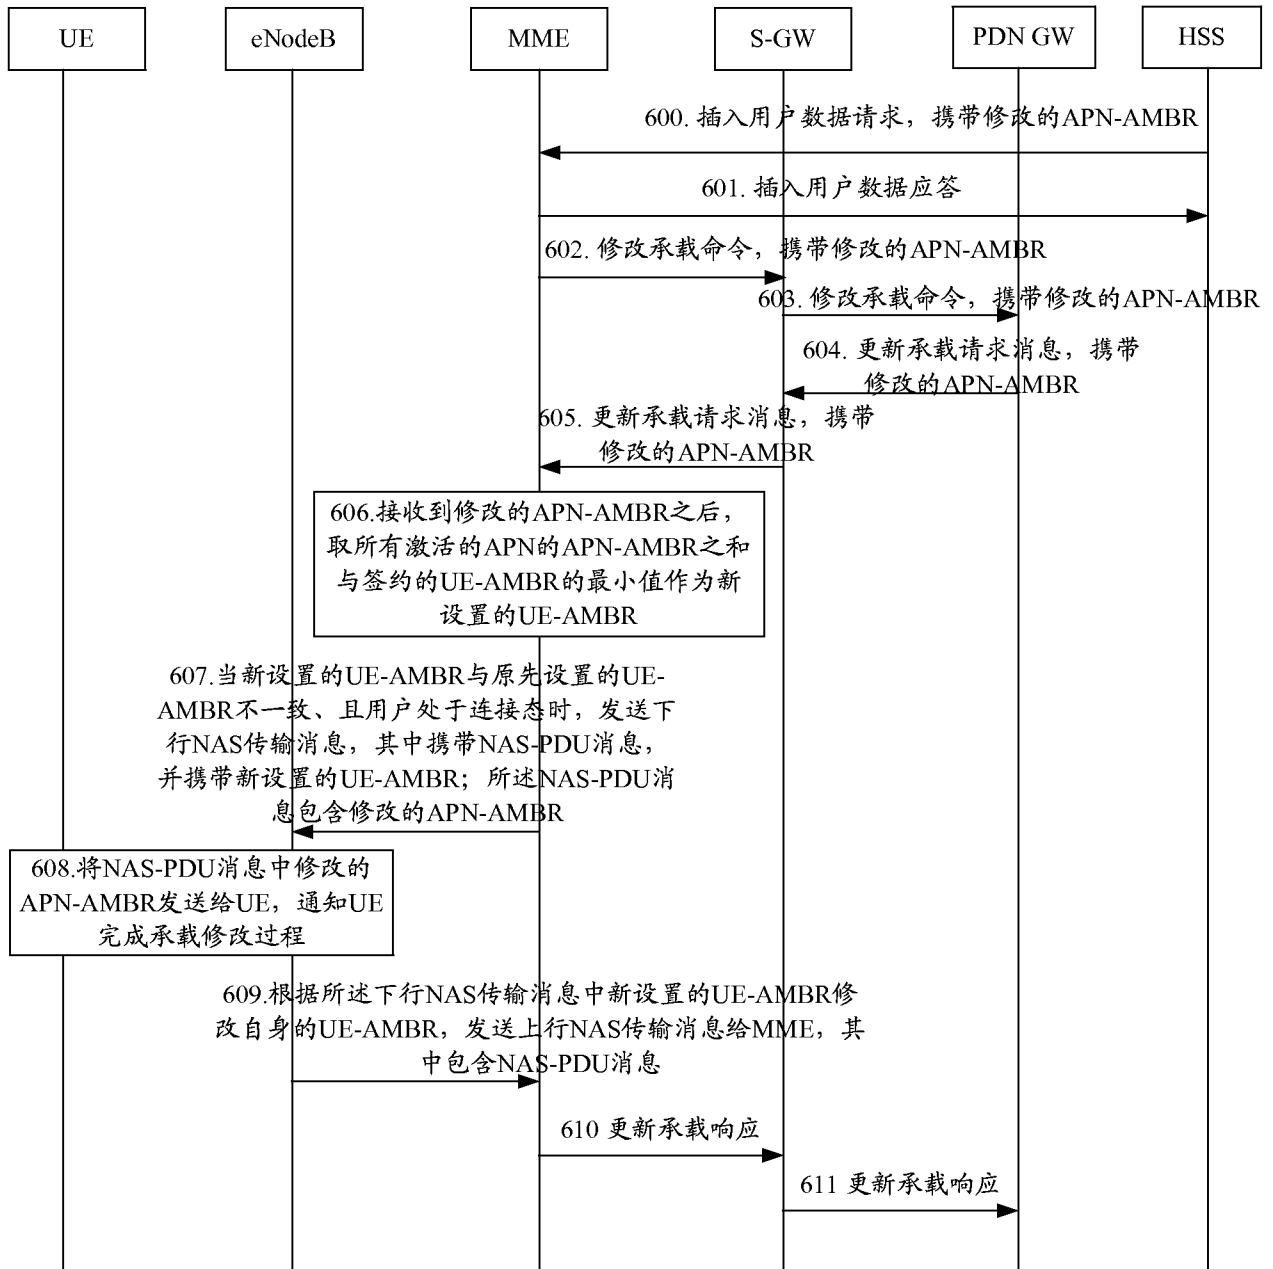 UE
eNodeB
MME
S-GW
PDN GW
HSS
600. 插入用户数据请求，携带修改的APN-AMBR
601. 插入用户数据应答
602. 修改承载命令，携带修改的APN-AMBR
603. 修改承载命令，携带修改的APN-AMBR
604. 更新承载请求消息，携带
修改的APN-AMBR
605. 更新承载请求消息，携带
修改的APN-AMBR
606.接收到修改的APN-AMBR之后，
取所有激活的APN的APN-AMBR之和
与签约的UE-AMBR的最小值作为新
设置的UE-AMBR
607.当新设置的UE-AMBR与原先设置的UE-
AMBR不一致、且用户处于连接态时，发送下
行NAS传输消息，其中携带NAS-PDU消息，
并携带新设置的UE-AMBR；所述NAS-PDU消
息包含修改的APN-AMBR
608.将NAS-PDU消息中修改的
APN-AMBR发送给UE，通知UE
完成承载修改过程
609.根据所述下行NAS传输消息中新设置的UE-AMBR修
改自身的UE-AMBR，发送上行NAS传输消息给MME，其
中包含NAS-PDU消息
610 更新承载响应
611 更新承载响应